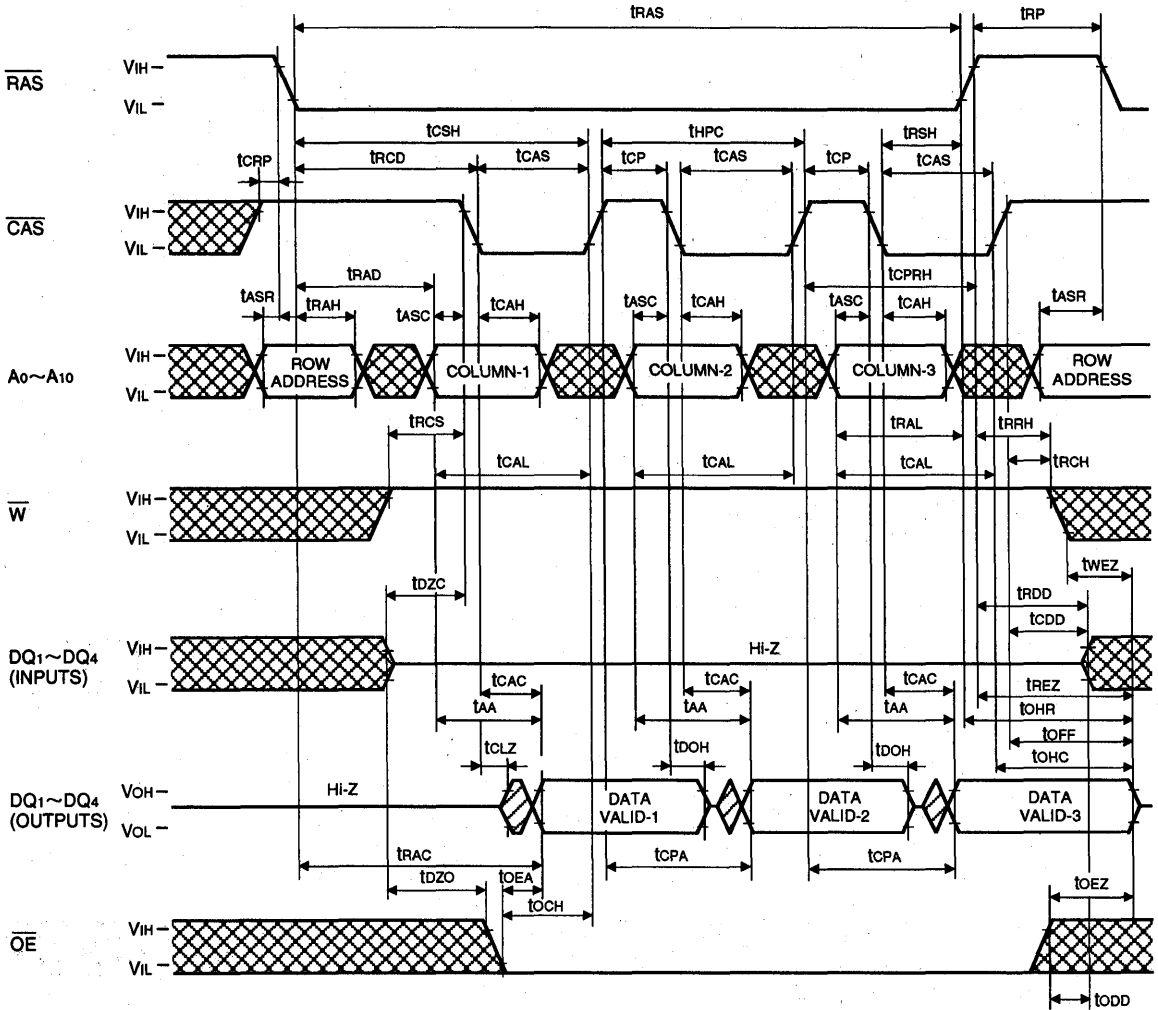 tRAS tRP
RAS VIH VIL
tCSH tHPC tRSH
tCRP tRCD tCAS tCP tCAS tCP tCAS
CAS VIH VIL
tRAD tCPRH
tASR tRAH tASC tCAH tASC tCAH tASC tCAH tASR
A0~A10 VIH VIL ROW ADDRESS COLUMN-1 COLUMN-2 COLUMN-3 ROW ADDRESS
tRCS tRAL tRRH
tCAL tCAL tCAL tRCH
W VIH VIL
tWEZ
tDZC tRDD
tCDD
DQ1~DQ4 (INPUTS) VIH VIL Hi-Z
tCAC tCAC tCAC tREZ
tAA tAA tAA tOHR
tOFF
tCLZ tDOH tDOH tOHC
DQ1~DQ4 (OUTPUTS) VOH VOL Hi-Z DATA VALID-1 DATA VALID-2 DATA VALID-3
tRAC tCPA tCPA
tDZO tOEA tOEZ
tOCH
OE VIH VIL
tODD